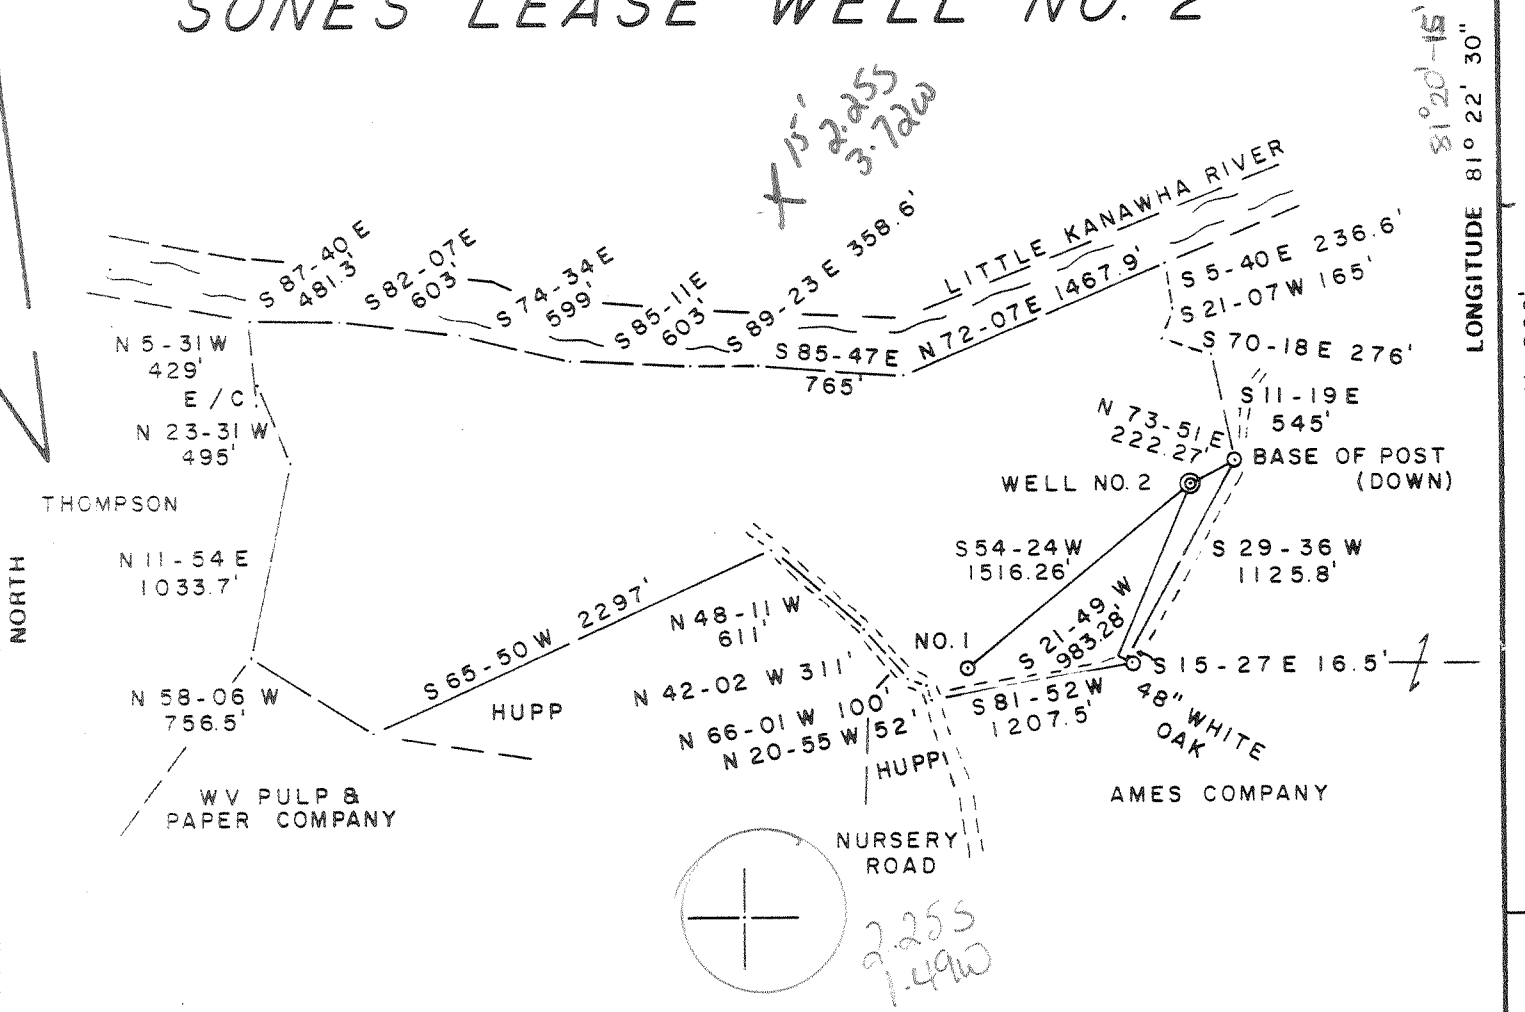 SONES LEASE WELL NO. 2
X 15'
2.25S
3.72W
81° 20' - 15'
LONGITUDE 81° 22' 30"
LITTLE KANAWHA RIVER
S 87-40 E
481.3'
S 82-07 E
603'
S 74-34 E
599'
S 85-11 E
603'
S 89-23 E 358.6'
S 85-47 E
765'
N 72-07 E 1467.9'
S 5-40 E 236.6'
S 21-07 W 165'
S 70-18 E 276'
S 11-19 E
545'
N 5-31 W
429'
E / C
N 23-31 W
495'
N 73-51 E
222.27'
BASE OF POST
(DOWN)
WELL NO. 2
THOMPSON
NORTH
N 11-54 E
1033.7'
S 54-24 W
1516.26'
S 29-36 W
1125.8'
S 65-50 W 2297'
N 48-11 W
611'
NO. 1
S 21-49 W
983.28'
S 15-27 E 16.5'
N 58-06 W
756.5'
HUPP
N 42-02 W 311'
N 66-01 W 100'
N 20-55 W 52'
S 81-52 W
1207.5'
48" WHITE
OAK
HUPP
WV PULP &
PAPER COMPANY
AMES COMPANY
NURSERY
ROAD
2.25S
1.49W